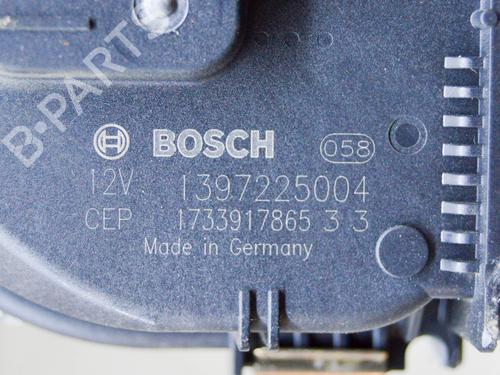 B-PARTS
BOSCH 058
12V 1397225004
CEP 1733917865 3 3
Made in Germany